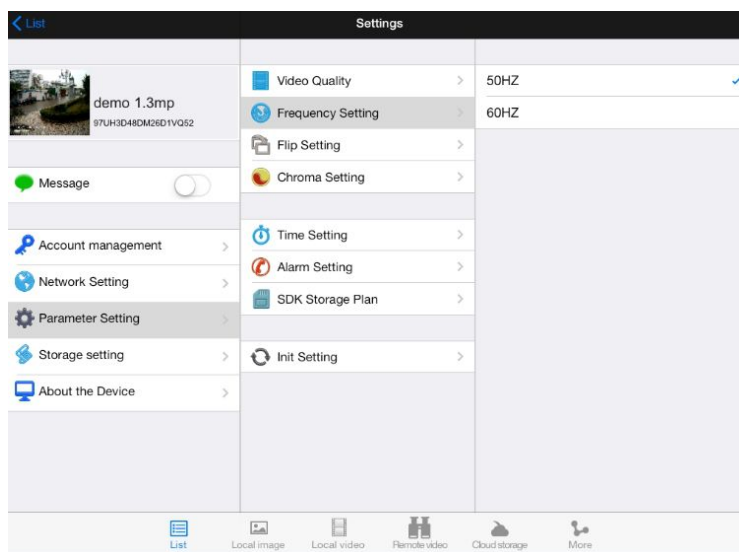 List
Settings
demo 1.3mp
97UH3D48DM26D1VQ52
Message
Account management
Network Setting
Parameter Setting
Storage setting
About the Device
Video Quality
Frequency Setting
Flip Setting
Chroma Setting
Time Setting
Alarm Setting
SDK Storage Plan
Init Setting
50HZ
60HZ
List
Local image
Local video
Remote video
Cloud storage
More